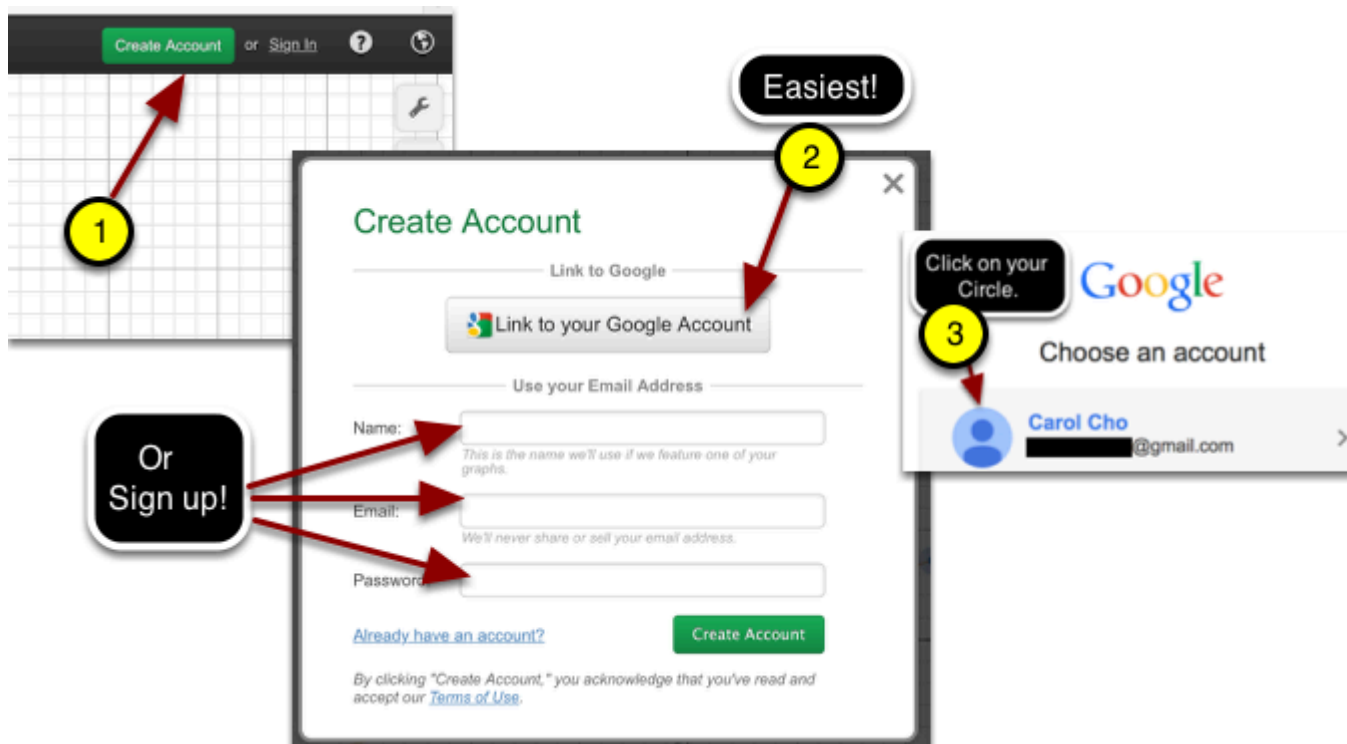 Create Account or Sign In ?
1
Easiest!
2
Create Account
Link to Google
Link to your Google Account
Use your Email Address
Name:
This is the name we'll use if we feature one of your
graphs.
Email:
We'll never share or sell your email address.
Password:
Already have an account?
Create Account
By clicking "Create Account," you acknowledge that you've read and
accept our Terms of Use.
Or
Sign up!
Click on your
Circle.
3
Google
Choose an account
Carol Cho
@gmail.com